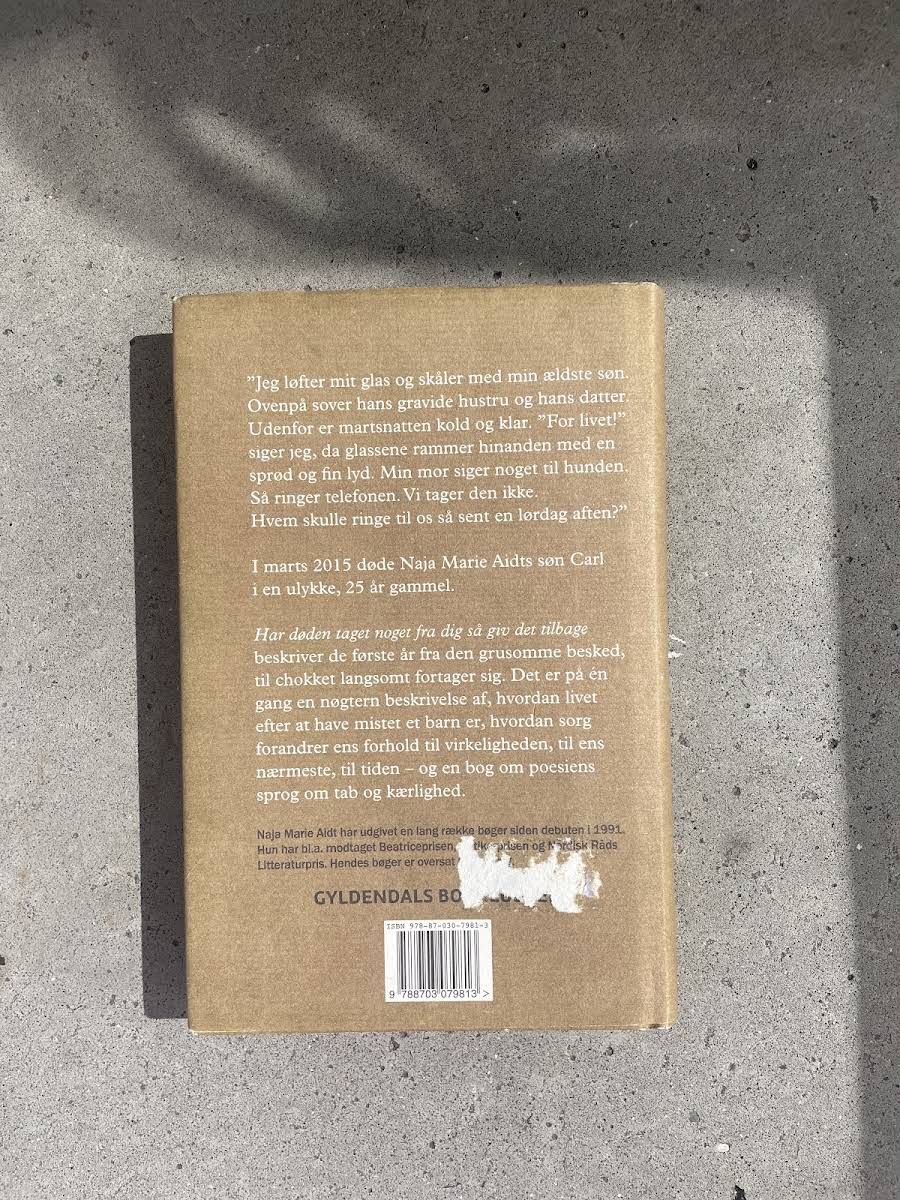 ”Jeg løfter mit glas og skåler med min ældste søn.
Ovenpå sover hans gravide hustru og hans datter.
Udenfor er martsnatten kold og klar. ”For livet!”
siger jeg, da glassene rammer hinanden med en
sprød og fin lyd. Min mor siger noget til hunden.
Så ringer telefonen. Vi tager den ikke.
Hvem skulle ringe til os så sent en lørdag aften?”
I marts 2015 døde Naja Marie Aidts søn Carl
i en ulykke, 25 år gammel.
Har døden taget noget fra dig så giv det tilbage
beskriver de første år fra den grusomme besked,
til chokket langsomt fortager sig. Det er på én
gang en nøgtern beskrivelse af, hvordan livet
efter at have mistet et barn er, hvordan sorg
forandrer ens forhold til virkeligheden, til ens
nærmeste, til tiden – og en bog om poesiens
sprog om tab og kærlighed.
Naja Marie Aidt har udgivet en lang række bøger siden debuten i 1991.
Hun har bl.a. modtaget Beatriceprisen, og Nordisk Råds
Litteraturpris. Hendes bøger er oversat
GYLDENDALS
ISBN 978-87-030-7981-3
9 788703 079813 >